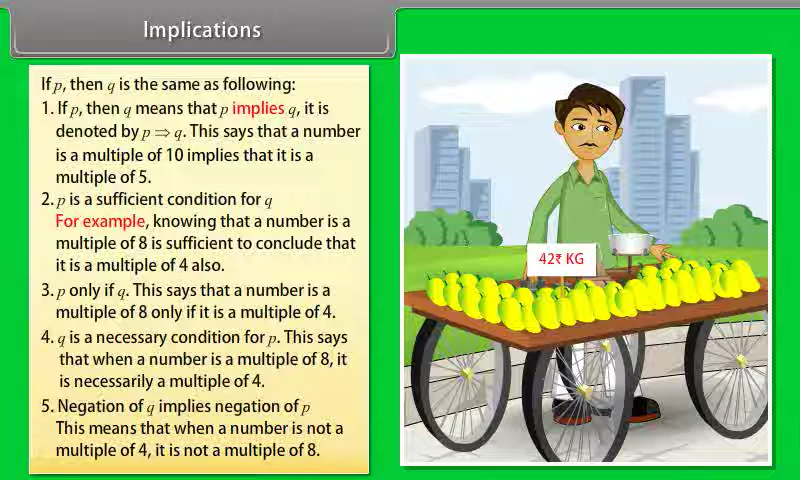 Implications
If p, then q is the same as following:
1. If p, then q means that p implies q, it is
denoted by p ⇒ q. This says that a number
is a multiple of 10 implies that it is a
multiple of 5.
2. p is a sufficient condition for q
For example, knowing that a number is a
multiple of 8 is sufficient to conclude that
it is a multiple of 4 also.
3. p only if q. This says that a number is a
multiple of 8 only if it is a multiple of 4.
4. q is a necessary condition for p. This says
that when a number is a multiple of 8, it
is necessarily a multiple of 4.
5. Negation of q implies negation of p
This means that when a number is not a
multiple of 4, it is not a multiple of 8.
42₹ KG